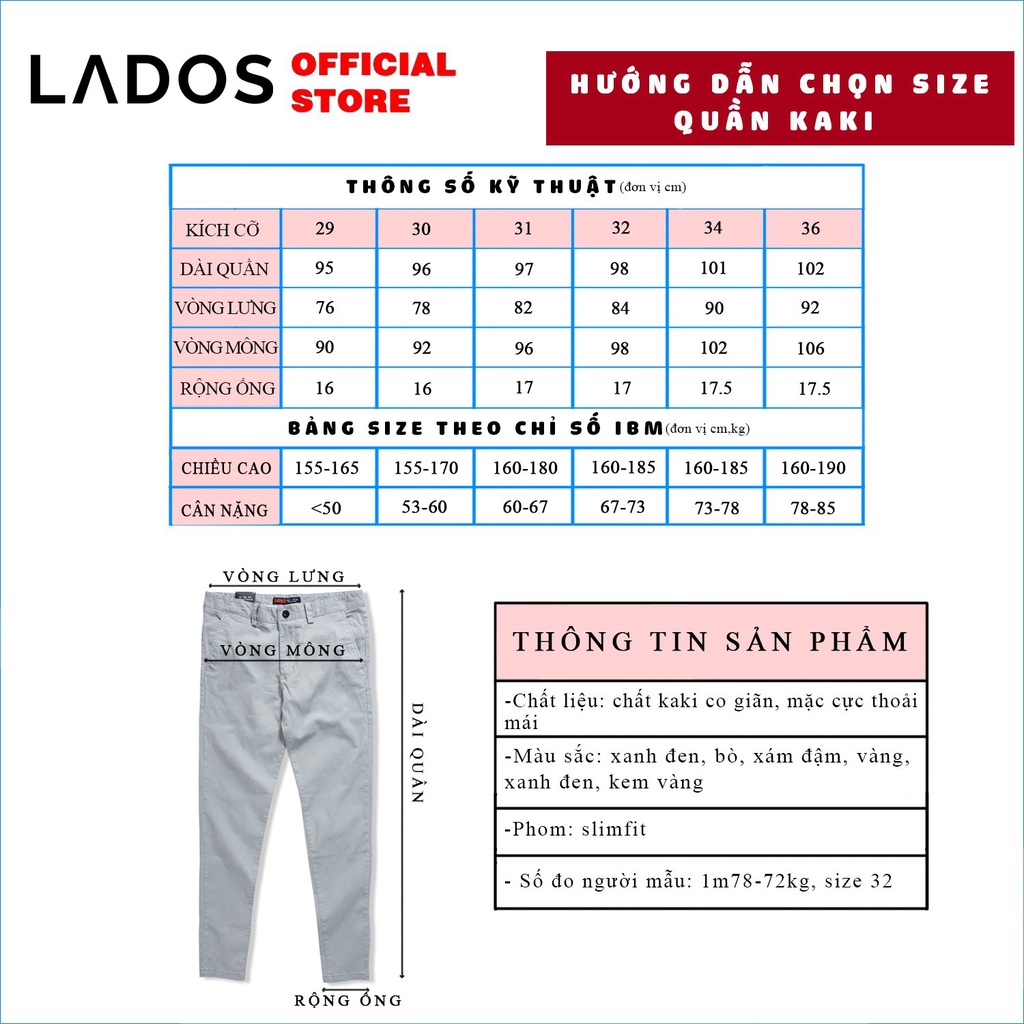 LADOS OFFICIAL STORE
HƯỚNG DẪN CHỌN SIZE
QUẦN KAKI
THÔNG SỐ KỸ THUẬT(đơn vị cm)
KÍCH CỠ 29 30 31 32 34 36
DÀI QUẦN 95 96 97 98 101 102
VÒNG LƯNG 76 78 82 84 90 92
VÒNG MÔNG 90 92 96 98 102 106
RỘNG ỐNG 16 16 17 17 17.5 17.5
BẢNG SIZE THEO CHỈ SỐ IBM(đơn vị cm,kg)
CHIỀU CAO 155-165 155-170 160-180 160-185 160-185 160-190
CÂN NẶNG <50 53-60 60-67 67-73 73-78 78-85
VÒNG LƯNG
VÒNG MÔNG
DÀI QUẦN
RỘNG ỐNG
THÔNG TIN SẢN PHẨM
-Chất liệu: chất kaki co giãn, mặc cực thoải
mái
-Màu sắc: xanh đen, bò, xám đậm, vàng,
xanh đen, kem vàng
-Phom: slimfit
- Số đo người mẫu: 1m78-72kg, size 32